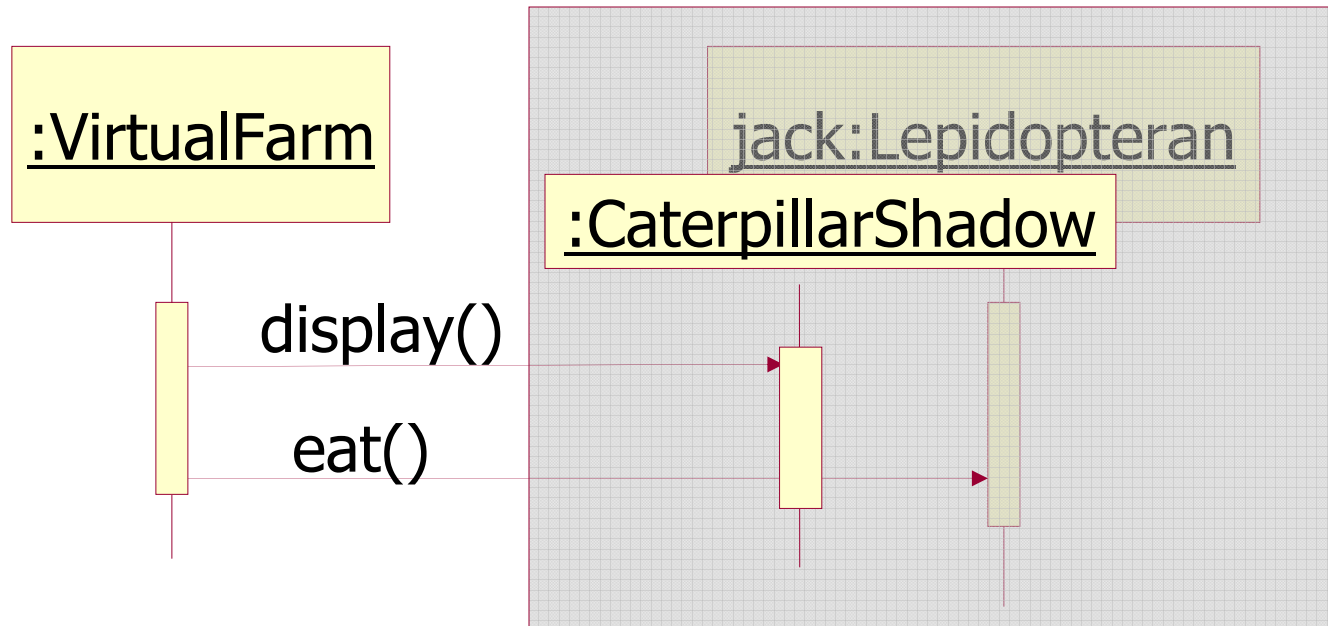 :VirtualFarm
jack:Lepidopteran
:CaterpillarShadow
display()
eat()